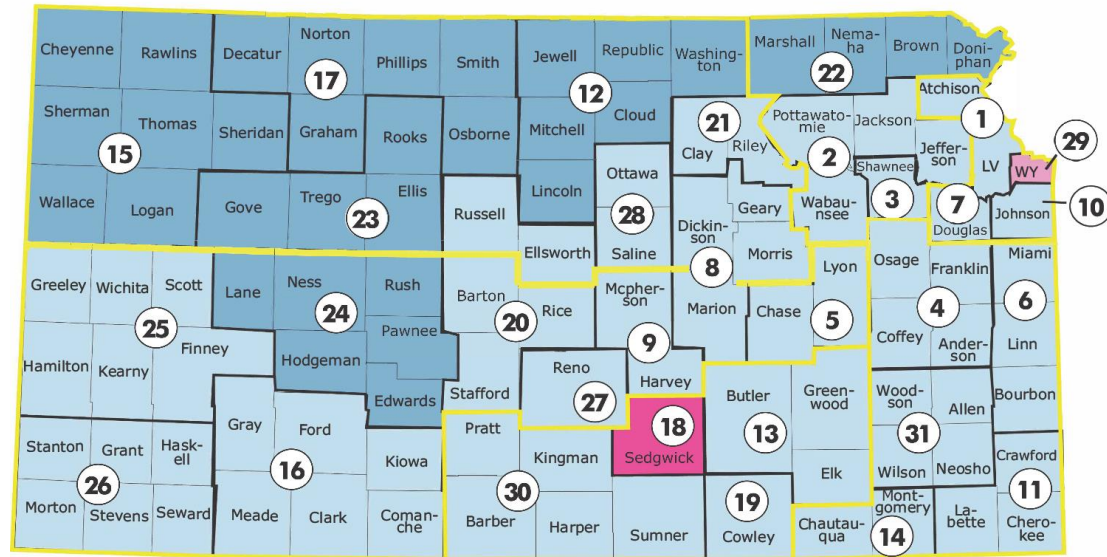 Cheyenne
Rawlins
Decatur
Norton
17
Phillips
Smith
Jewell
Republic
12
Washing-
ton
Marshall
Nema-
ha
22
Brown
Doni-
phan
Sherman
Thomas
15
Sheridan
Graham
Rooks
Osborne
Mitchell
Cloud
21
Clay
Riley
Pottawato-
mie
2
Jackson
Atchison
1
Jeffer-
son
LV
WY
29
Wallace
Logan
Gove
Trego
23
Ellis
Russell
Lincoln
Ellsworth
Ottawa
28
Saline
Dickin-
son
8
Geary
Morris
Wabau-
nsee
Shawnee
3
7
Douglas
Johnson
10
Greeley
Wichita
Scott
25
Lane
Ness
24
Rush
Pawnee
Barton
20
Rice
Mcpher-
son
9
Marion
Chase
Lyon
5
Osage
Franklin
4
Coffey
Ander-
son
Miami
6
Linn
Hamilton
Kearny
Finney
Hodgeman
Edwards
Stafford
Reno
27
Harvey
Butler
13
Green-
wood
Elk
Wood-
son
Allen
31
Wilson
Neosho
Bourbon
Stanton
Grant
Hask-
ell
26
Morton
Stevens
Seward
Gray
Ford
16
Meade
Clark
Kiowa
Coman-
che
Pratt
Kingman
30
Barber
Harper
18
Sedgwick
Sumner
19
Cowley
Chautau-
qua
Mont-
gomery
14
La-
bette
Crawford
11
Chero-
kee